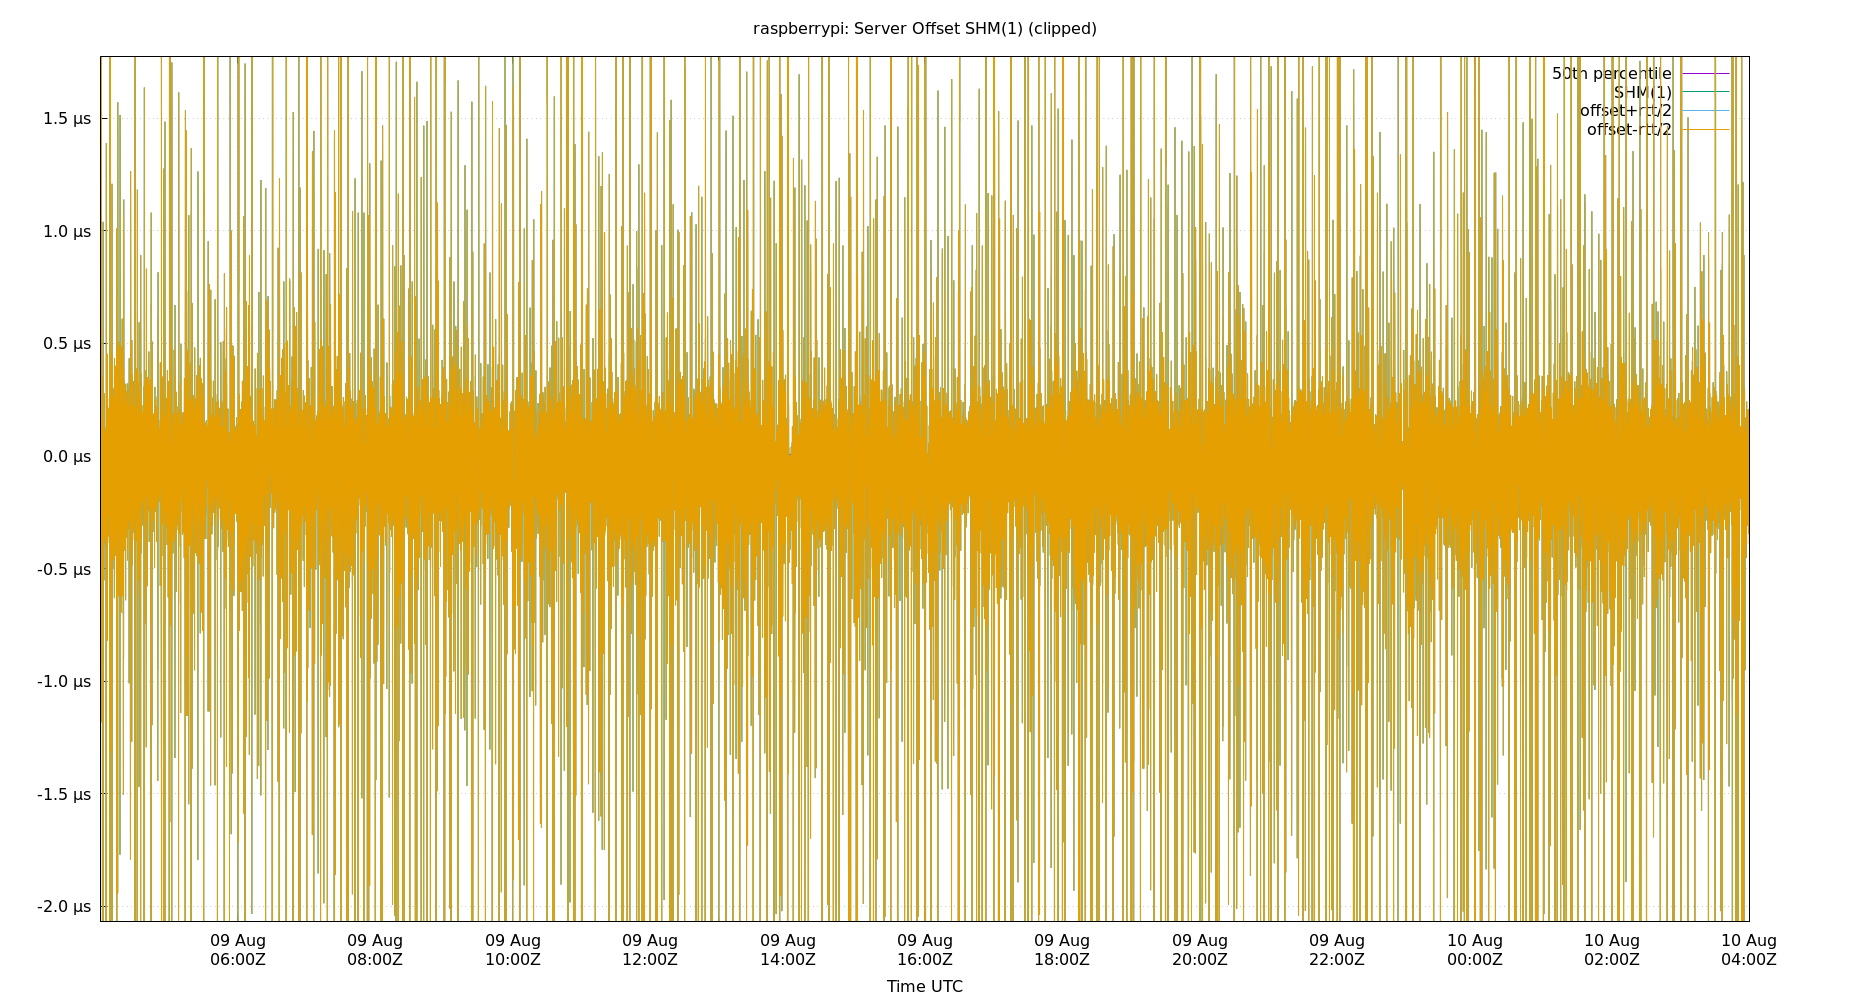 raspberrypi: Server Offset SHM(1) (clipped)
50th percentile
SHM(1)
offset+rtt/2
offset-rtt/2
1.5 µs
1.0 µs
0.5 µs
0.0 µs
-0.5 µs
-1.0 µs
-1.5 µs
-2.0 µs
09 Aug 09 Aug 09 Aug 09 Aug 09 Aug 09 Aug 09 Aug 09 Aug 09 Aug 10 Aug 10 Aug 10 Aug
06:00Z 08:00Z 10:00Z 12:00Z 14:00Z 16:00Z 18:00Z 20:00Z 22:00Z 00:00Z 02:00Z 04:00Z
Time UTC